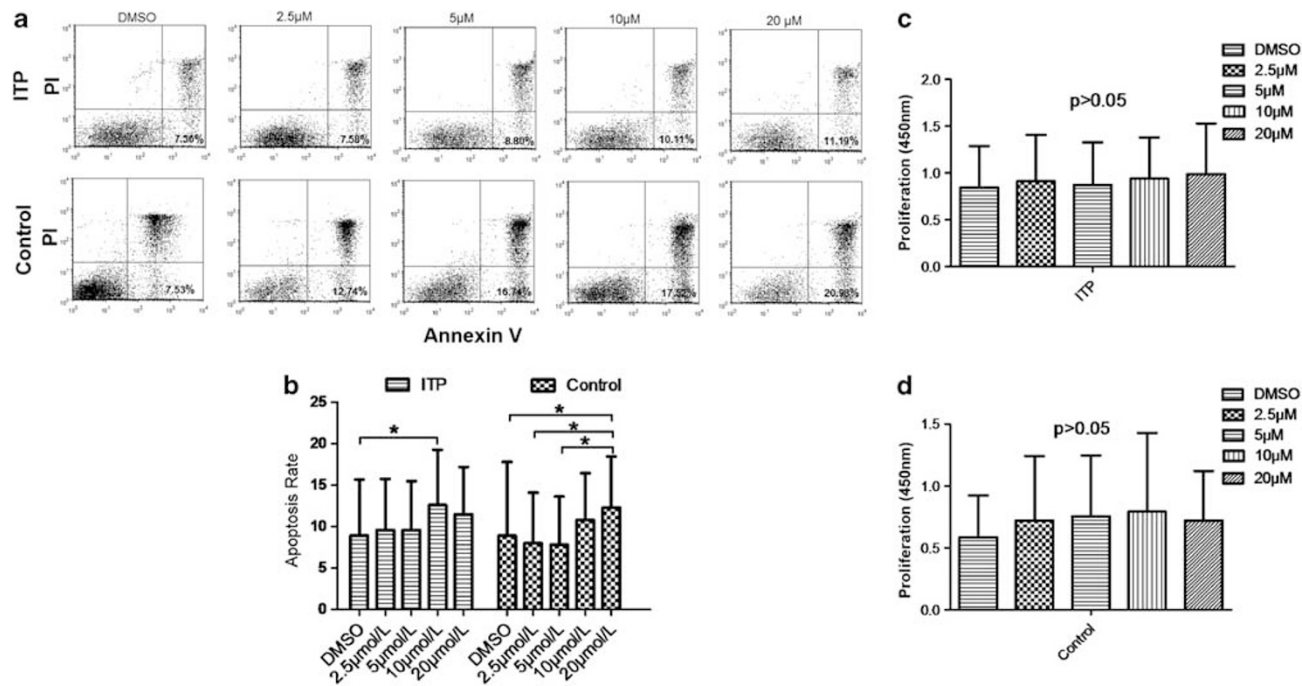 a
DMSO
2.5μM
5μM
10μM
20 μM
ITP
PI
7.56%
7.58%
8.80%
10.11%
11.19%
Control
PI
7.53%
12.74%
16.74%
17.52%
20.98%
Annexin V
b
ITP
Control
Apoptosis Rate
25
20
15
10
5
0
*
*
*
*
DMSO
2.5μmol/L
5μmol/L
10μmol/L
20μmol/L
DMSO
2.5μmol/L
5μmol/L
10μmol/L
20μmol/L
c
Proliferation (450nm)
2.0
1.5
1.0
0.5
0.0
p>0.05
ITP
DMSO
2.5μM
5μM
10μM
20μM
d
Proliferation (450nm)
1.5
1.0
0.5
0.0
p>0.05
Control
DMSO
2.5μM
5μM
10μM
20μM